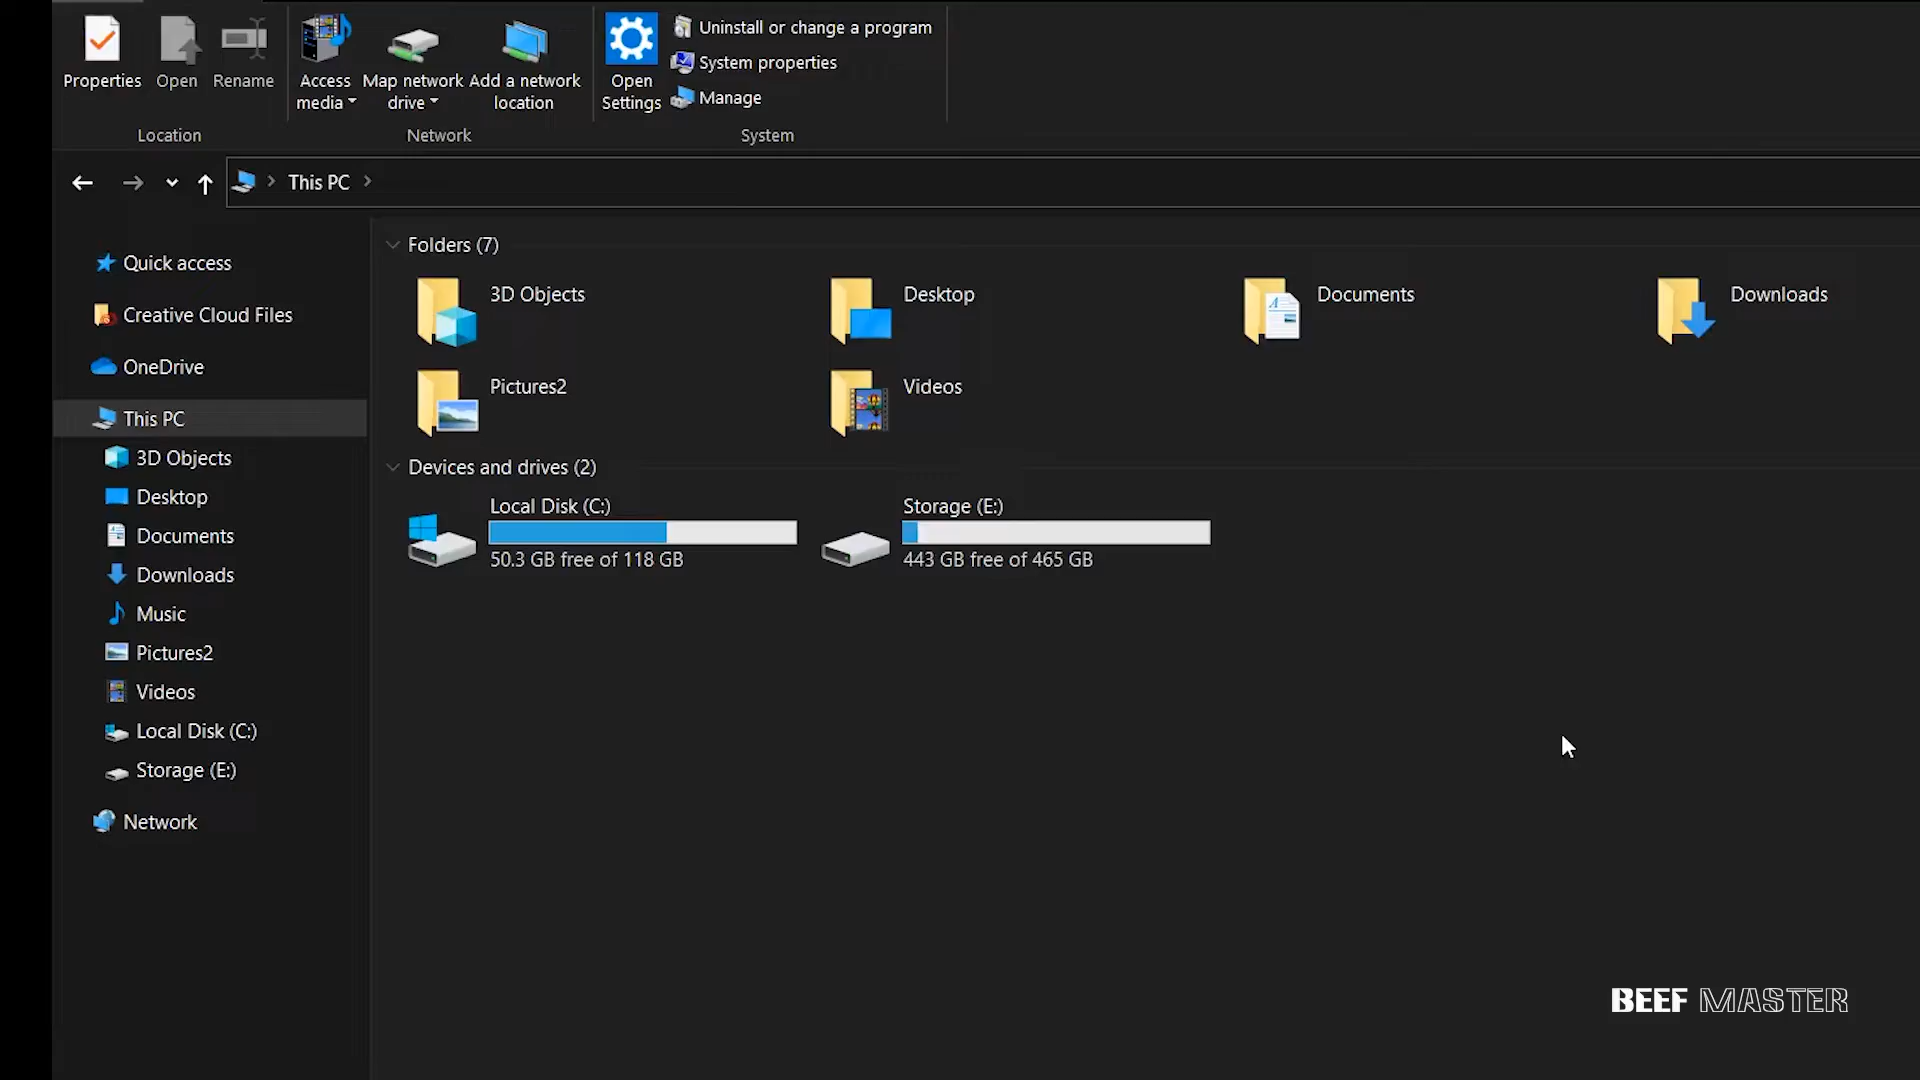 Properties
Open
Rename
Access
media
Map network
drive
Add a network
location
Open
Settings
Uninstall or change a program
System properties
Manage
Location
Network
System
This PC
Quick access
Creative Cloud Files
OneDrive
This PC
3D Objects
Desktop
Documents
Downloads
Music
Pictures2
Videos
Local Disk (C:)
Storage (E:)
Network
Folders (7)
3D Objects
Desktop
Documents
Downloads
Pictures2
Videos
Devices and drives (2)
Local Disk (C:)
50.3 GB free of 118 GB
Storage (E:)
443 GB free of 465 GB
BEEF MASTER